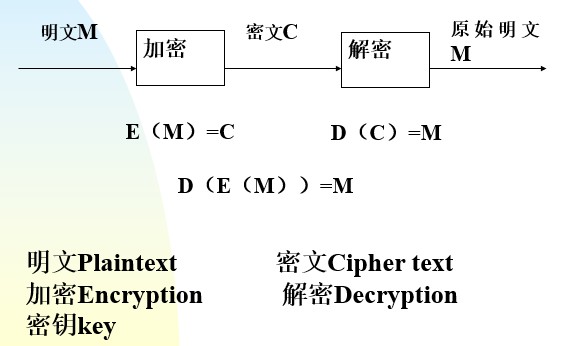 明文M
加密
密文C
解密
原始明文
M
E（M）=C
D（C）=M
D（E（M））=M
明文Plaintext
密文Cipher text
加密Encryption
解密Decryption
密钥key